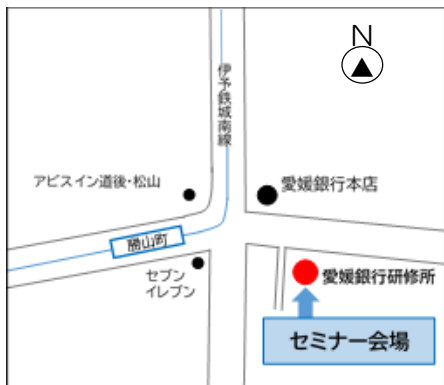 N
伊予鉄城南線
アビスイン道後・松山
愛媛銀行本店
勝山町
セブン
イレブン
愛媛銀行研修所
セミナー会場